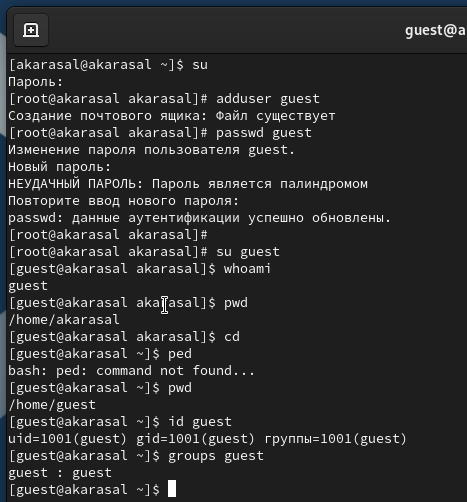 guest@a
[akarasal@akarasal ~]$ su
Пароль:
[root@akarasal akarasal]# adduser guest
Создание почтового ящика: Файл существует
[root@akarasal akarasal]# passwd guest
Изменение пароля пользователя guest.
Новый пароль:
НЕУДАЧНЫЙ ПАРОЛЬ: Пароль является палиндромом
Повторите ввод нового пароля:
passwd: данные аутентификации успешно обновлены.
[root@akarasal akarasal]#
[root@akarasal akarasal]# su guest
[guest@akarasal akarasal]$ whoami
guest
[guest@akarasal akarasal]$ pwd
/home/akarasal
[guest@akarasal akarasal]$ cd
[guest@akarasal ~]$ ped
bash: ped: command not found...
[guest@akarasal ~]$ pwd
/home/guest
[guest@akarasal ~]$ id guest
uid=1001(guest) gid=1001(guest) группы=1001(guest)
[guest@akarasal ~]$ groups guest
guest : guest
[guest@akarasal ~]$